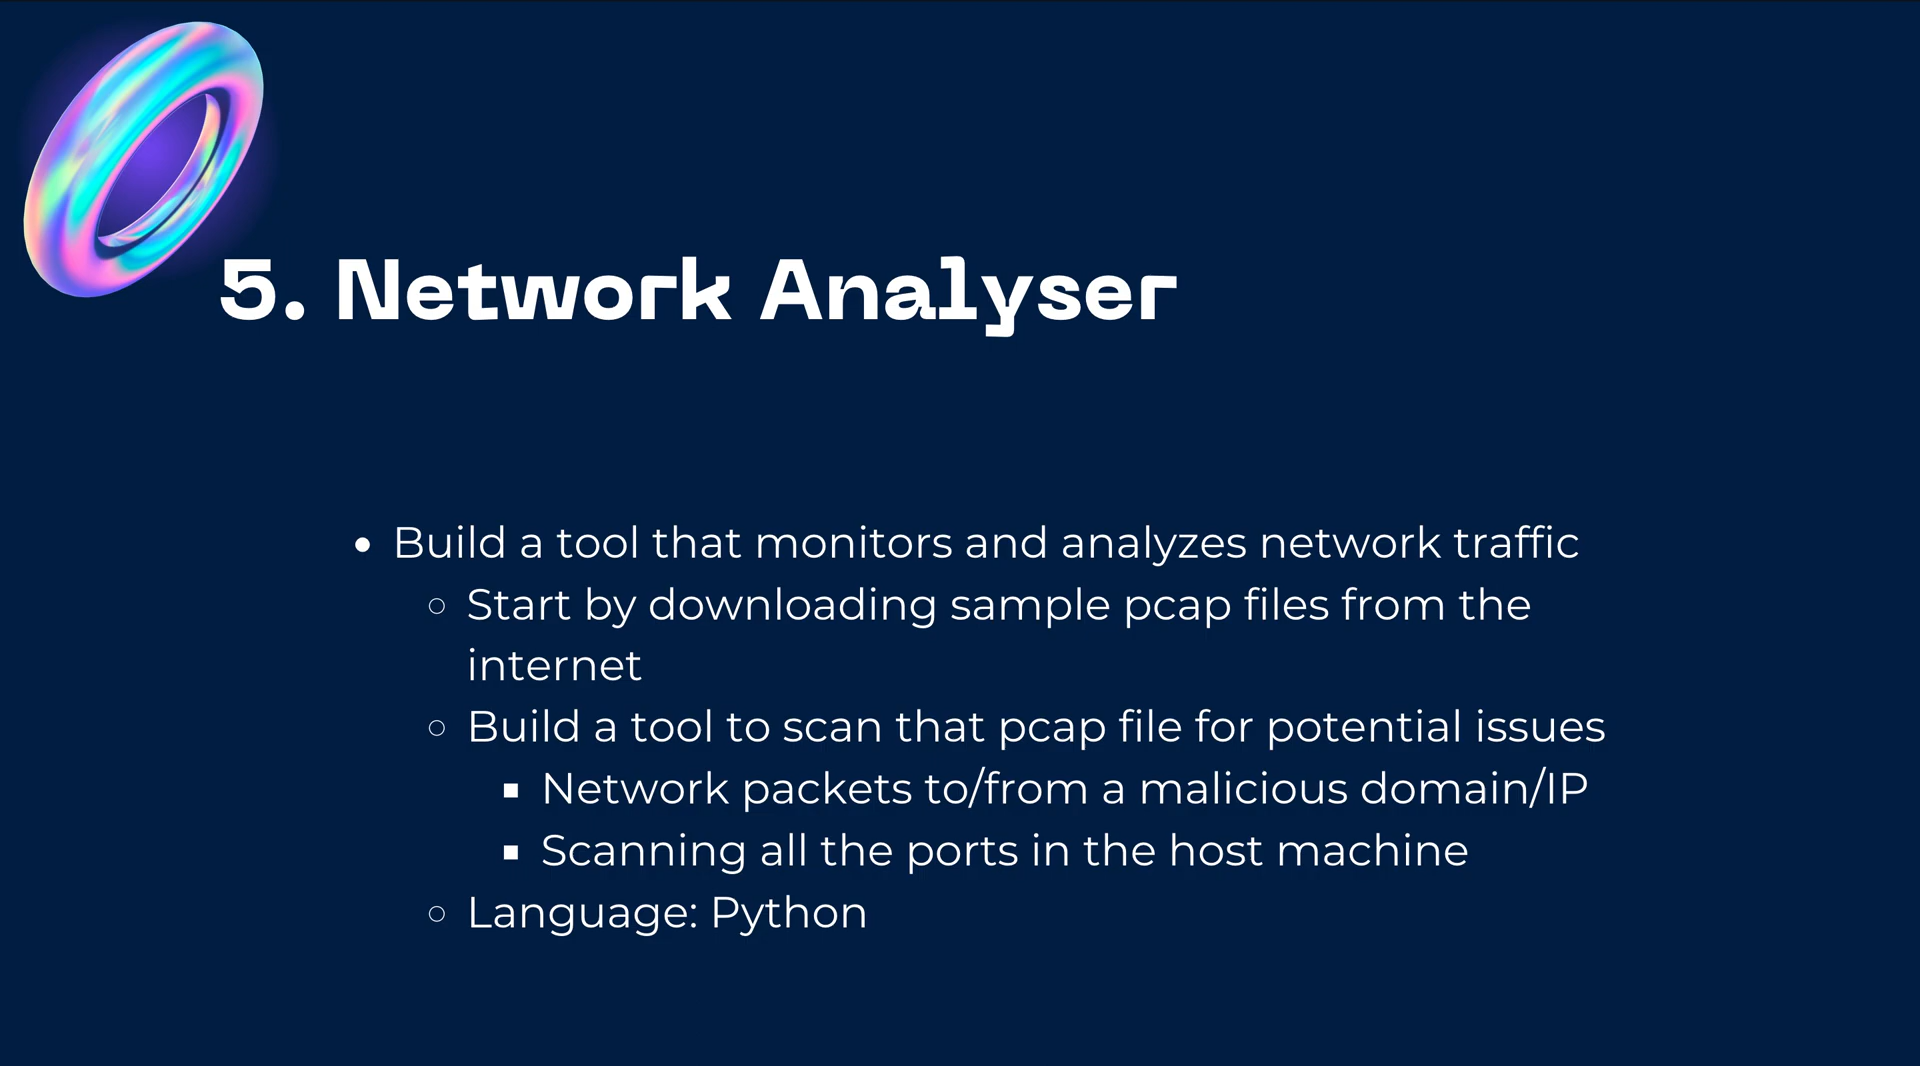 5. Network Analyser
• Build a tool that monitors and analyzes network traffic
○ Start by downloading sample pcap files from the
internet
○ Build a tool to scan that pcap file for potential issues
▪ Network packets to/from a malicious domain/IP
▪ Scanning all the ports in the host machine
○ Language: Python